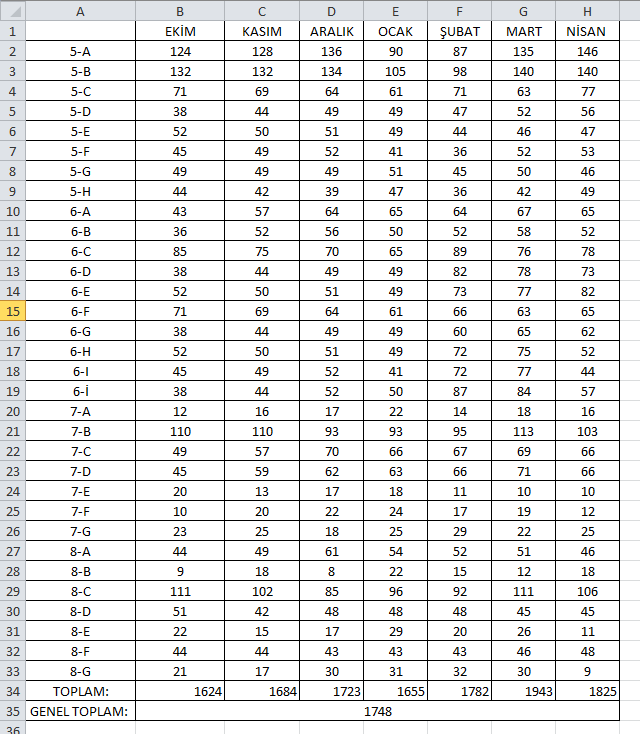 A B C D E F G H
1 EKİM KASIM ARALIK OCAK ŞUBAT MART NİSAN
2 5-A 124 128 136 90 87 135 146
3 5-B 132 132 134 105 98 140 140
4 5-C 71 69 64 61 71 63 77
5 5-D 38 44 49 49 47 52 56
6 5-E 52 50 51 49 44 46 47
7 5-F 45 49 52 41 36 52 53
8 5-G 49 49 49 51 45 50 46
9 5-H 44 42 39 47 36 42 49
10 6-A 43 57 64 65 64 67 65
11 6-B 36 52 56 50 52 58 52
12 6-C 85 75 70 65 89 76 78
13 6-D 38 44 49 49 82 78 73
14 6-E 52 50 51 49 73 77 82
15 6-F 71 69 64 61 66 63 65
16 6-G 38 44 49 49 60 65 62
17 6-H 52 50 51 49 72 75 52
18 6-I 45 49 52 41 72 77 44
19 6-İ 38 44 52 50 87 84 57
20 7-A 12 16 17 22 14 18 16
21 7-B 110 110 93 93 95 113 103
22 7-C 49 57 70 66 67 69 66
23 7-D 45 59 62 63 66 71 66
24 7-E 20 13 17 18 11 10 10
25 7-F 10 20 22 24 17 19 12
26 7-G 23 25 18 25 29 22 25
27 8-A 44 49 61 54 52 51 46
28 8-B 9 18 8 22 15 12 18
29 8-C 111 102 85 96 92 111 106
30 8-D 51 42 48 48 48 45 45
31 8-E 22 15 17 29 20 26 11
32 8-F 44 44 43 43 43 46 48
33 8-G 21 17 30 31 32 30 9
34 TOPLAM: 1624 1684 1723 1655 1782 1943 1825
35 GENEL TOPLAM: 1748
36